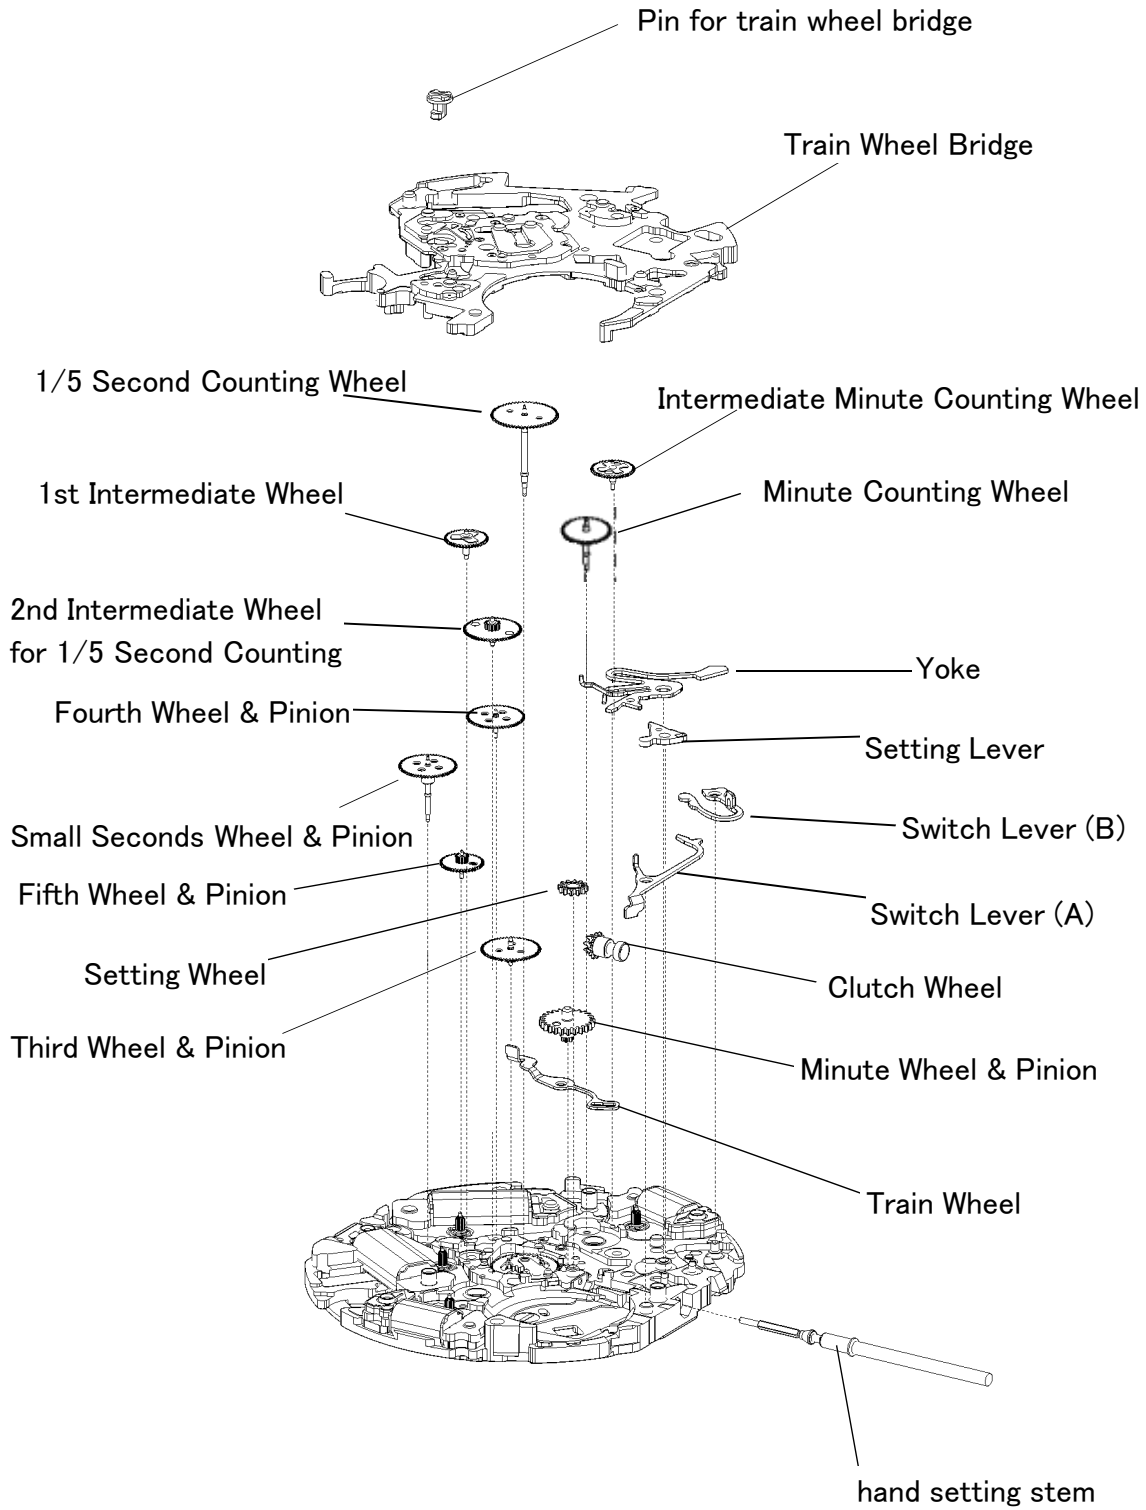 Pin for train wheel bridge
Train Wheel Bridge
1/5 Second Counting Wheel
Intermediate Minute Counting Wheel
1st Intermediate Wheel
Minute Counting Wheel
2nd Intermediate Wheel
for 1/5 Second Counting
Yoke
Fourth Wheel & Pinion
Setting Lever
Small Seconds Wheel & Pinion
Switch Lever (B)
Fifth Wheel & Pinion
Switch Lever (A)
Setting Wheel
Clutch Wheel
Third Wheel & Pinion
Minute Wheel & Pinion
Train Wheel
hand setting stem